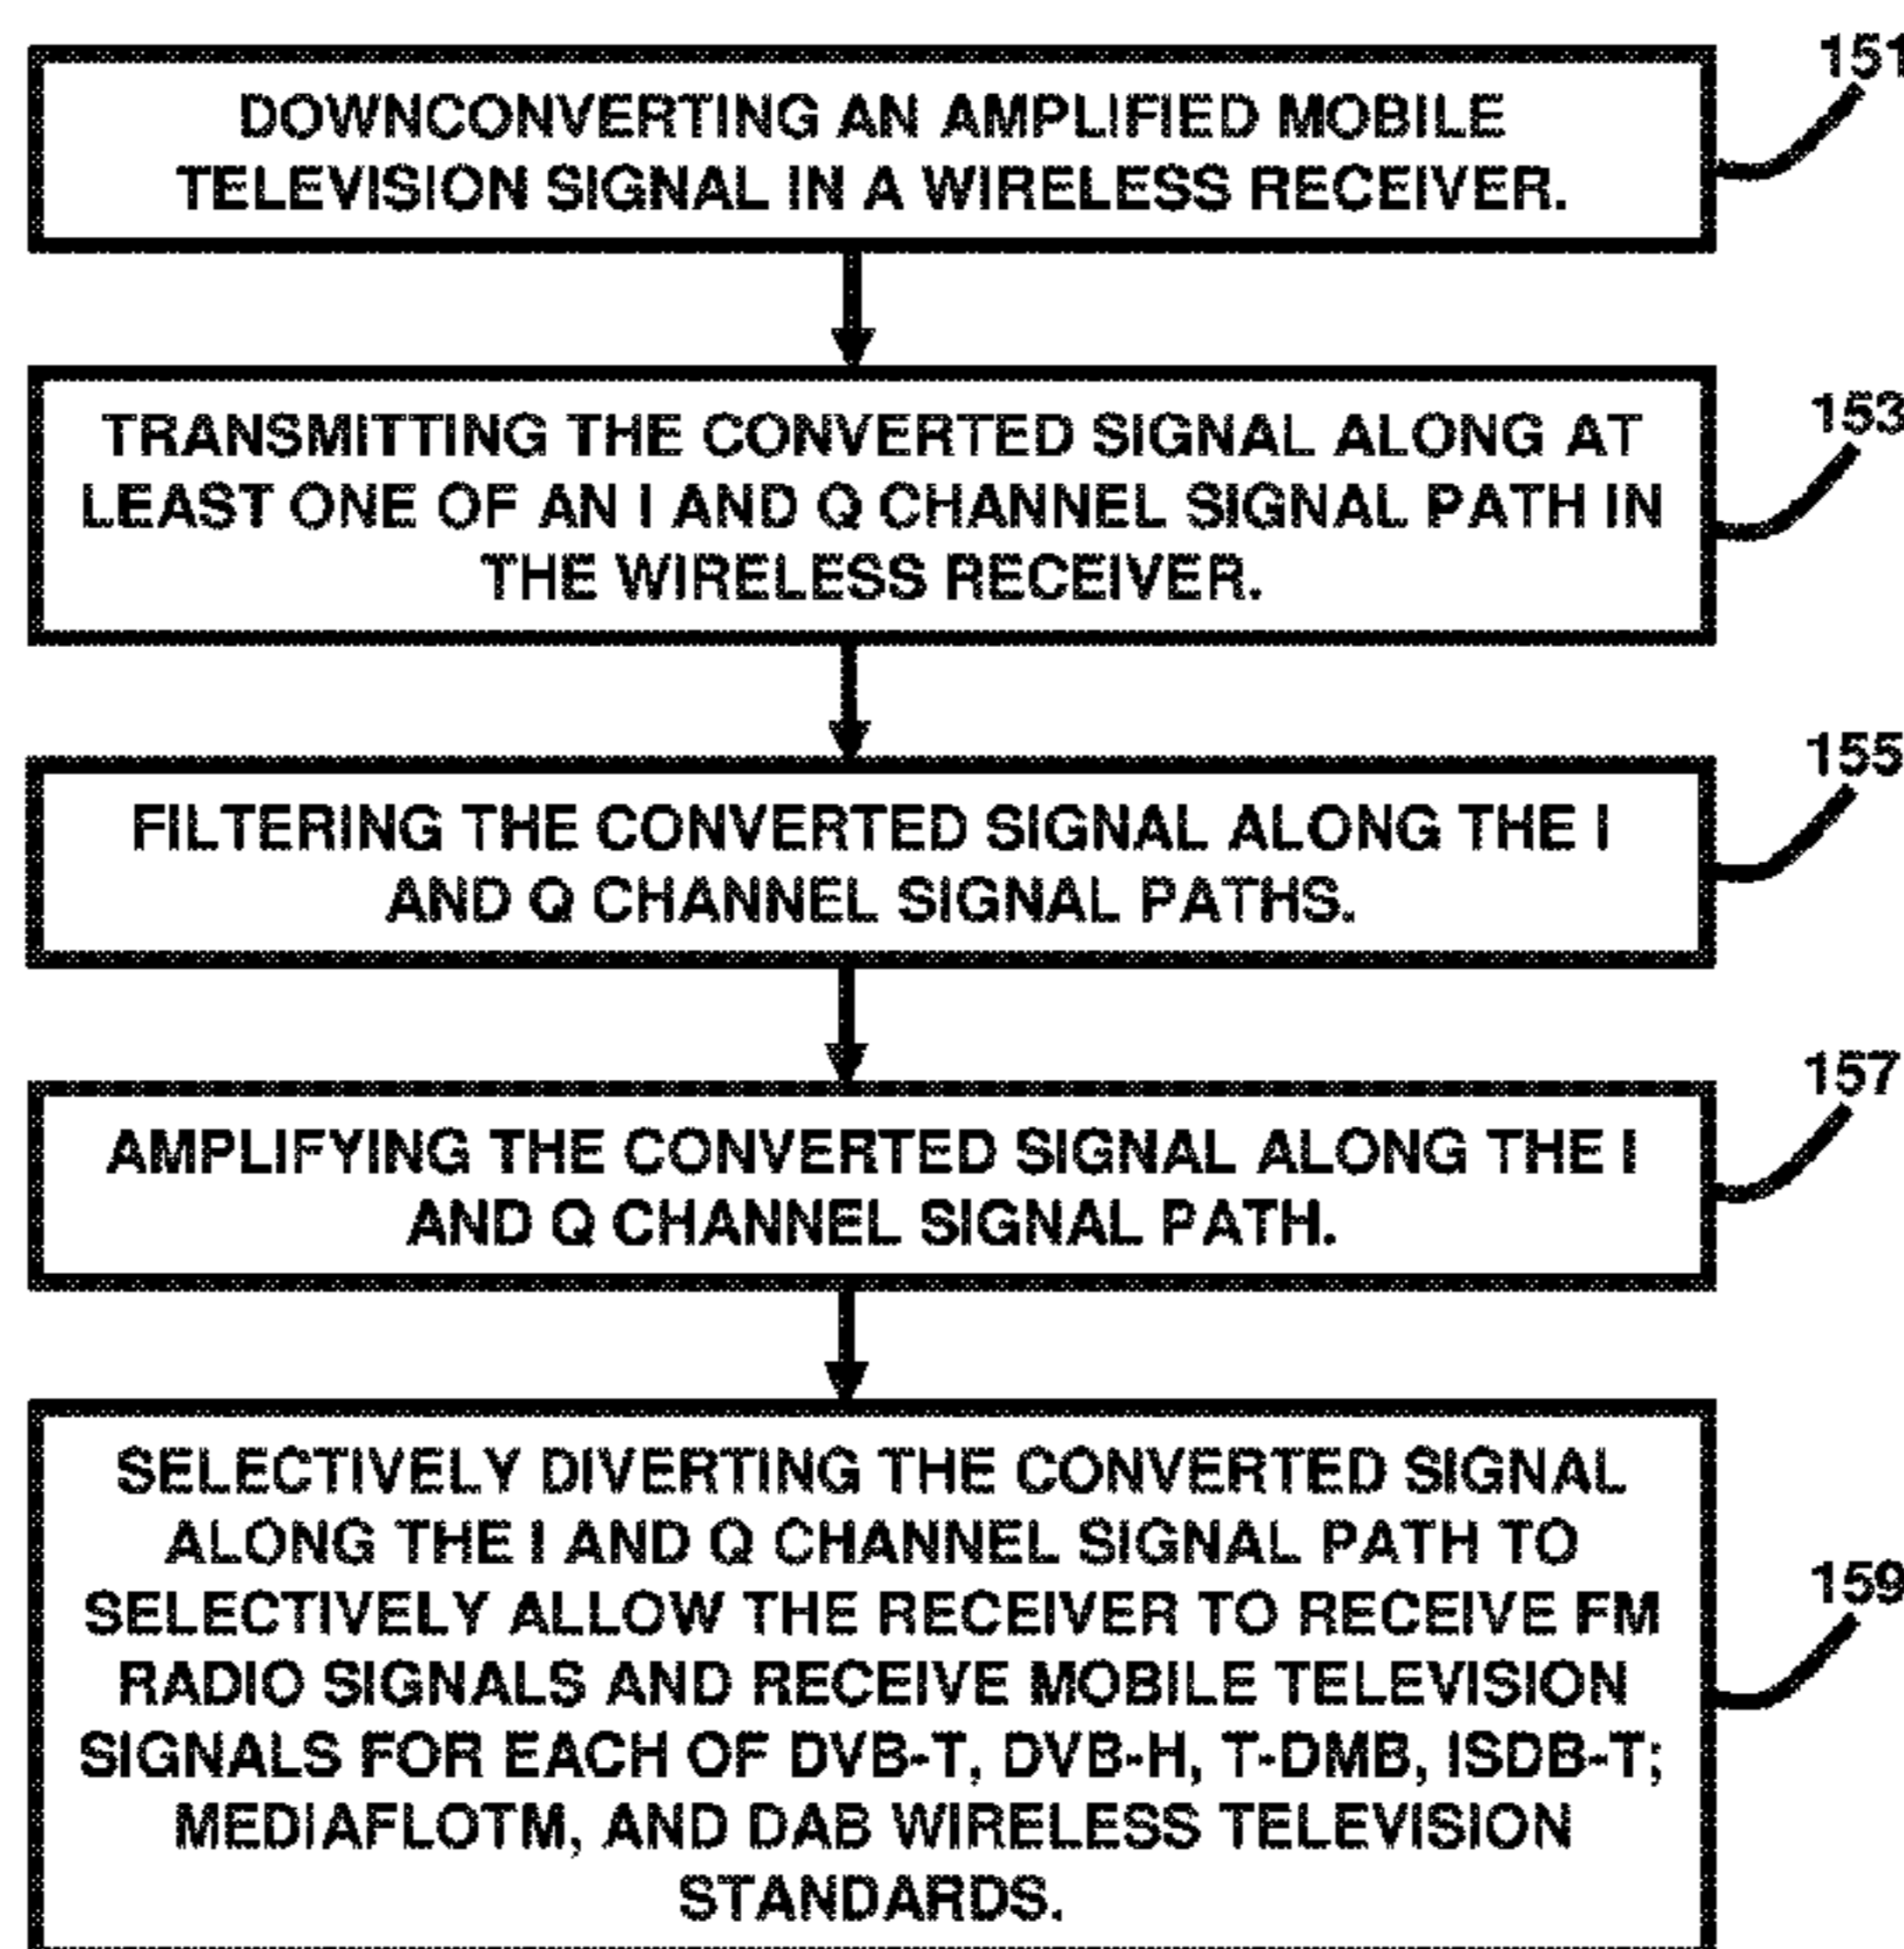 151
DOWNCONVERTING AN AMPLIFIED MOBILE
TELEVISION SIGNAL IN A WIRELESS RECEIVER.
153
TRANSMITTING THE CONVERTED SIGNAL ALONG AT
LEAST ONE OF AN I AND Q CHANNEL SIGNAL PATH IN
THE WIRELESS RECEIVER.
155
FILTERING THE CONVERTED SIGNAL ALONG THE I
AND Q CHANNEL SIGNAL PATHS.
157
AMPLIFYING THE CONVERTED SIGNAL ALONG THE I
AND Q CHANNEL SIGNAL PATH.
159
SELECTIVELY DIVERTING THE CONVERTED SIGNAL
ALONG THE I AND Q CHANNEL SIGNAL PATH TO
SELECTIVELY ALLOW THE RECEIVER TO RECEIVE FM
RADIO SIGNALS AND RECEIVE MOBILE TELEVISION
SIGNALS FOR EACH OF DVB-T, DVB-H, T-DMB, ISDB-T;
MEDIAFLOTM, AND DAB WIRELESS TELEVISION
STANDARDS.